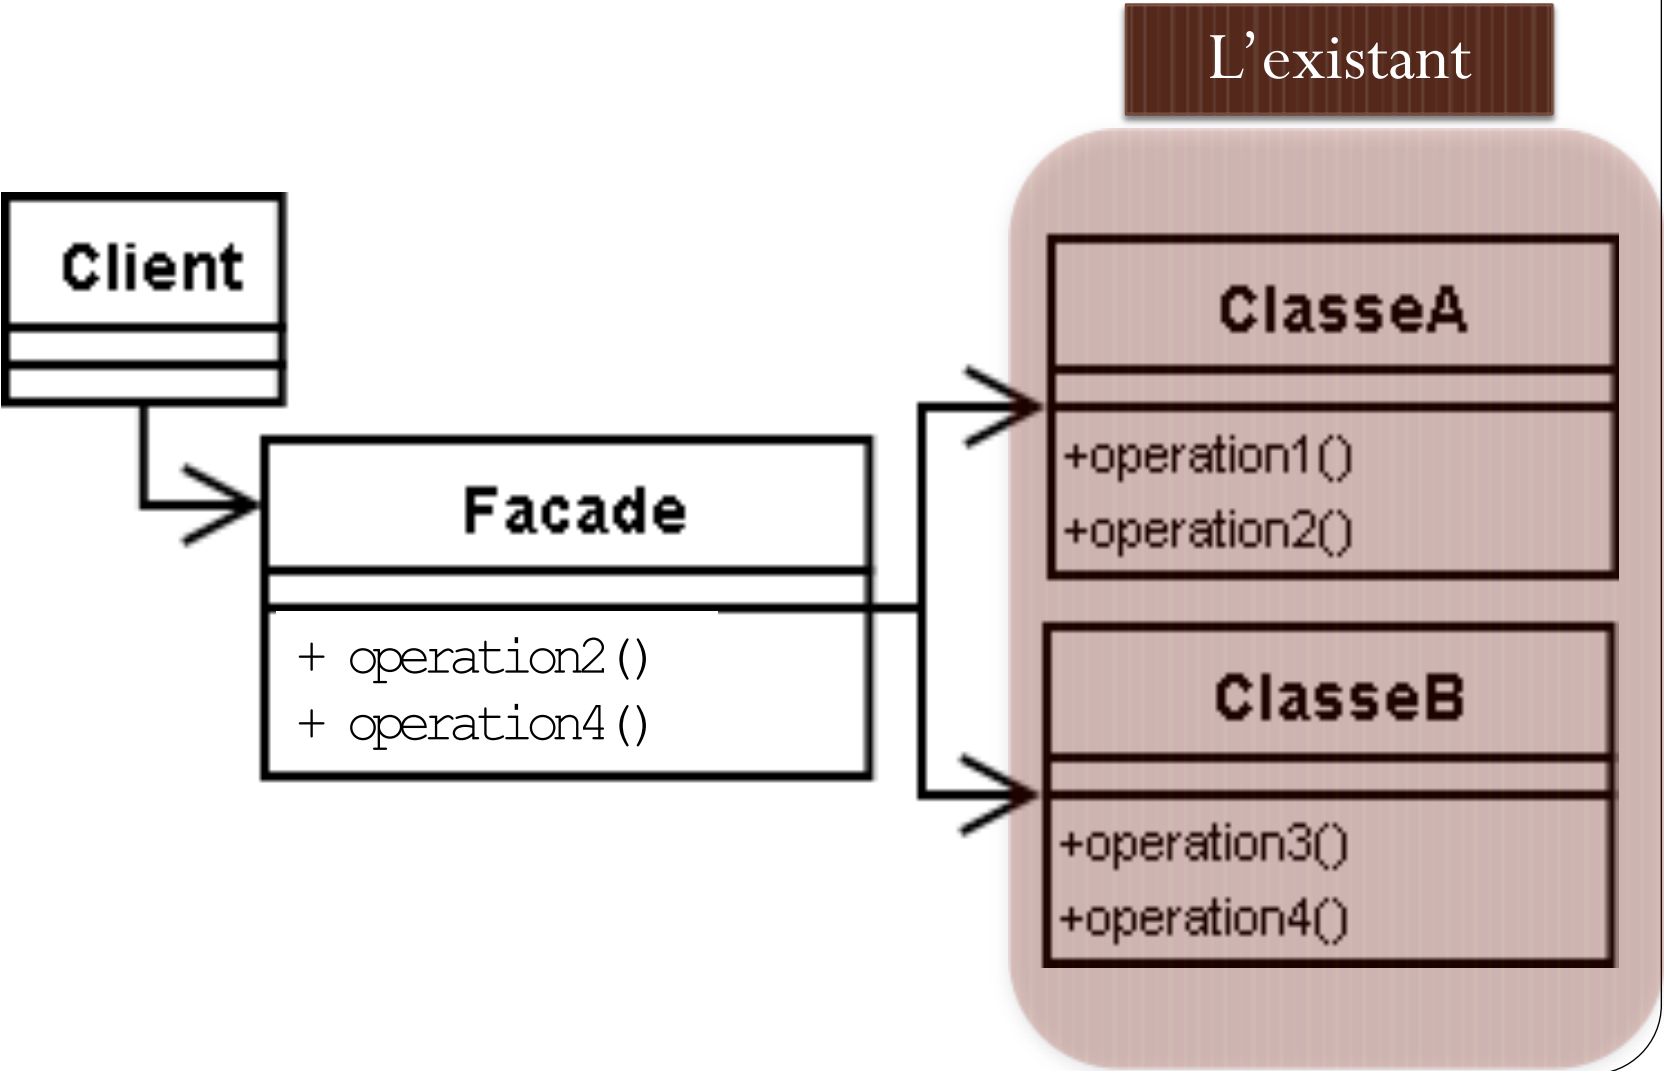 L’existant
Client
ClasseA
+operation1()
+operation2()
Facade
+ operation2()
+ operation4()
ClasseB
+operation3()
+operation4()